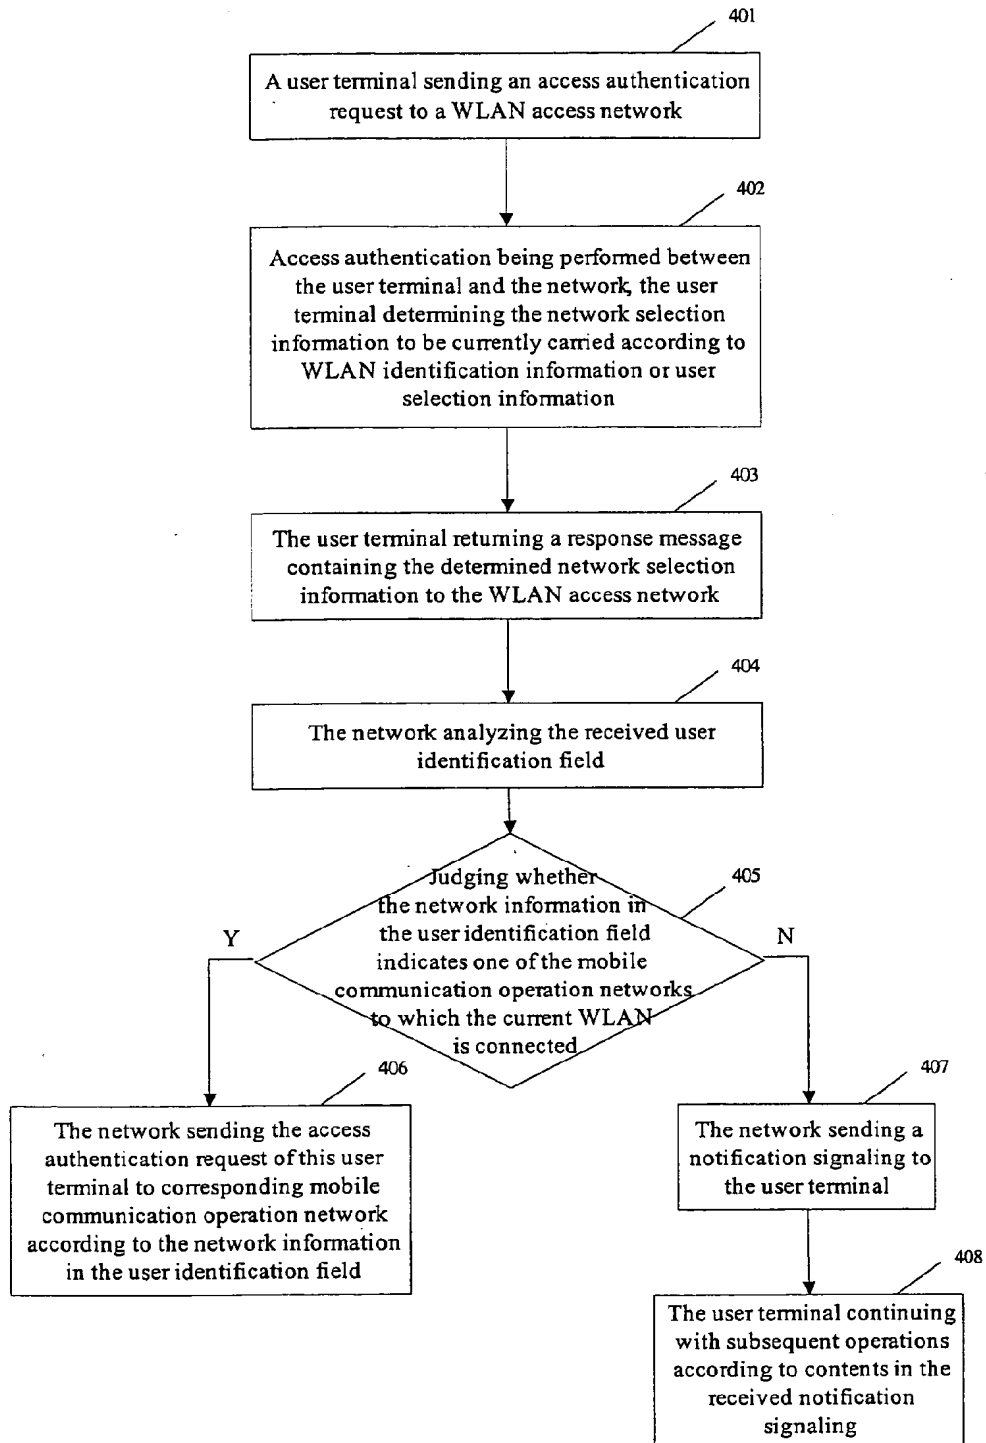 401
A user terminal sending an access authentication
request to a WLAN access network
402
Access authentication being performed between
the user terminal and the network, the user
terminal determining the network selection
information to be currently carried according to
WLAN identification information or user
selection information
403
The user terminal returning a response message
containing the determined network selection
information to the WLAN access network
404
The network analyzing the received user
identification field
405
Judging whether
the network information in
the user identification field
indicates one of the mobile
communication operation networks
to which the current WLAN
is connected
Y
N
406
The network sending the access
authentication request of this user
terminal to corresponding mobile
communication operation network
according to the network information
in the user identification field
407
The network sending a
notification signaling to
the user terminal
408
The user terminal continuing
with subsequent operations
according to contents in the
received notification
signaling